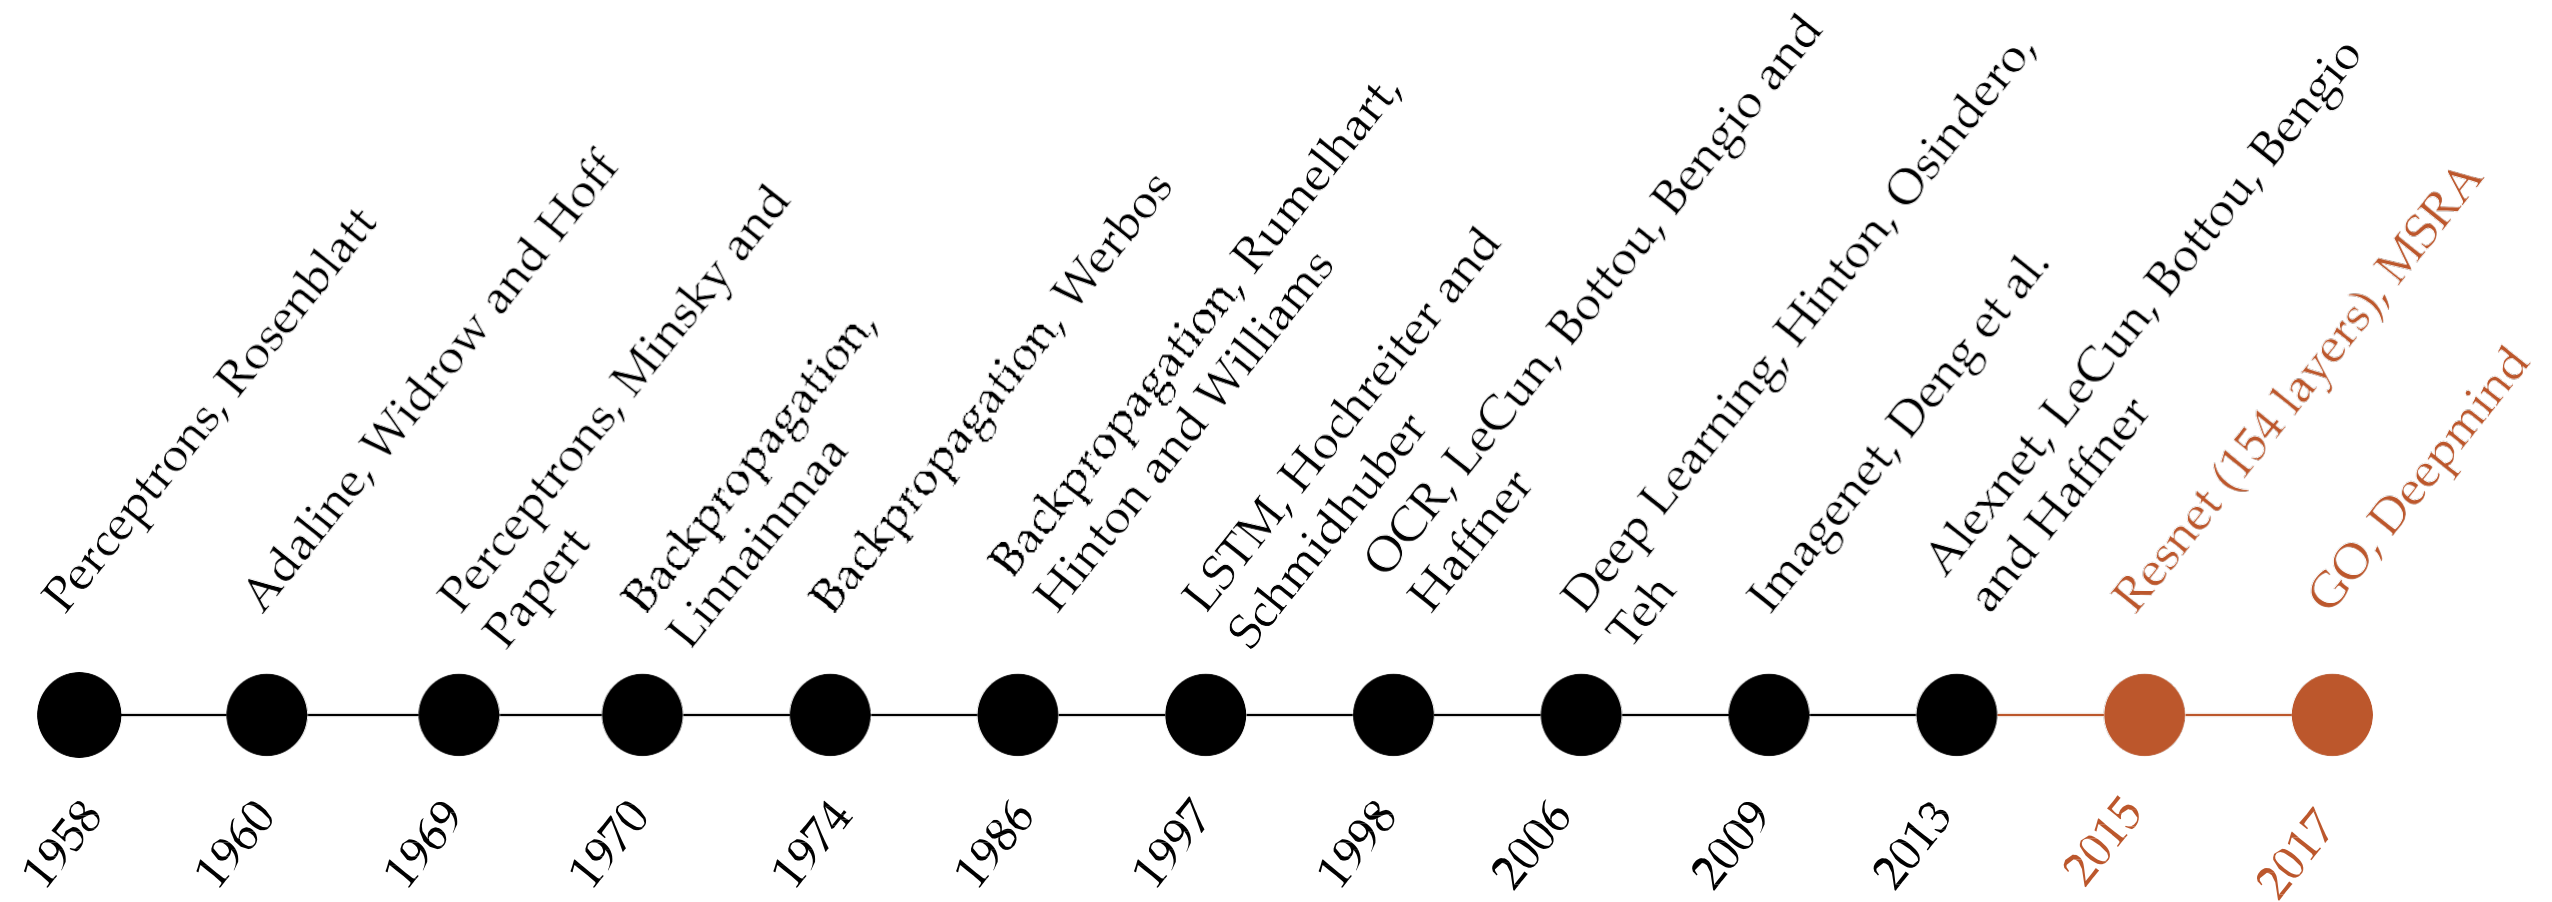 Perceptrons, Rosenblatt
Adaline, Widrow and Hoff
Perceptrons, Minsky and
Papert
Backpropagation,
Linnainmaa
Backpropagation, Werbos
Backpropagation, Rumelhart,
Hinton and Williams
LSTM, Hochreiter and
Schmidhuber
OCR, LeCun, Bottou, Bengio and
Haffner
Deep Learning, Hinton, Osindero,
Teh
Imagenet, Deng et al.
Alexnet, LeCun, Bottou, Bengio
and Haffner
Resnet (154 layers), MSRA
GO, Deepmind
1958
1960
1969
1970
1974
1986
1997
1998
2006
2009
2013
2015
2017